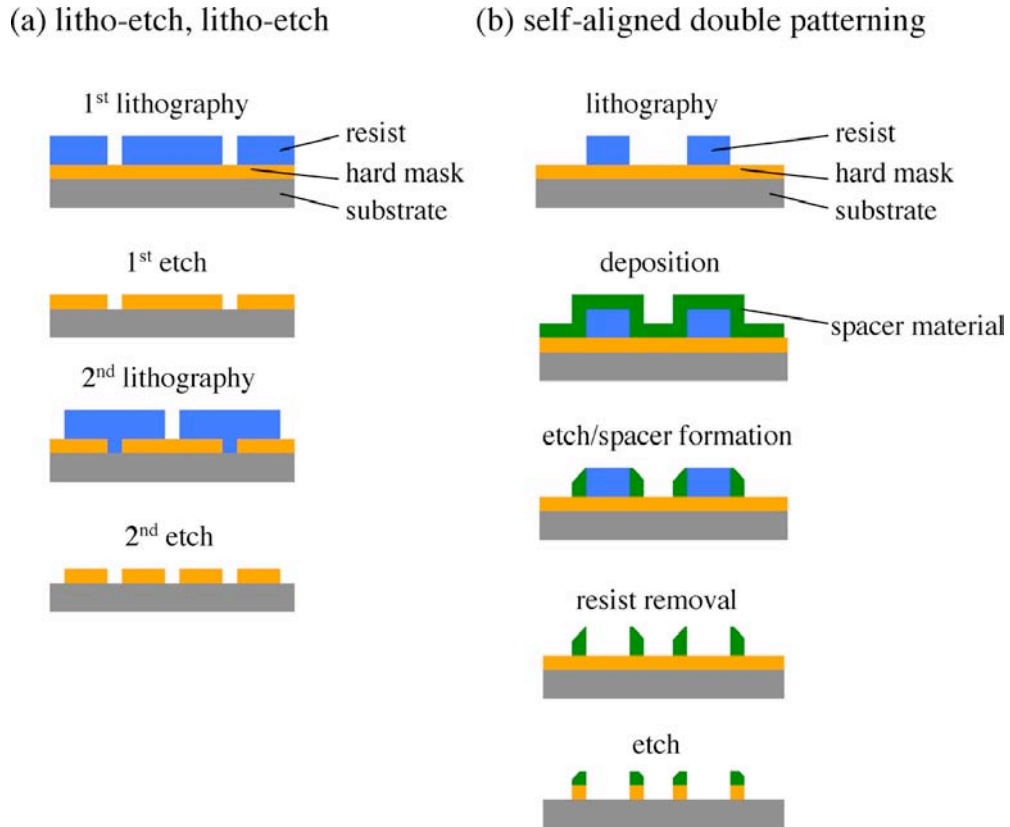 (a) litho-etch, litho-etch
1st lithography
resist
hard mask
substrate
1st etch
2nd lithography
2nd etch
(b) self-aligned double patterning
lithography
resist
hard mask
substrate
deposition
spacer material
etch/spacer formation
resist removal
etch